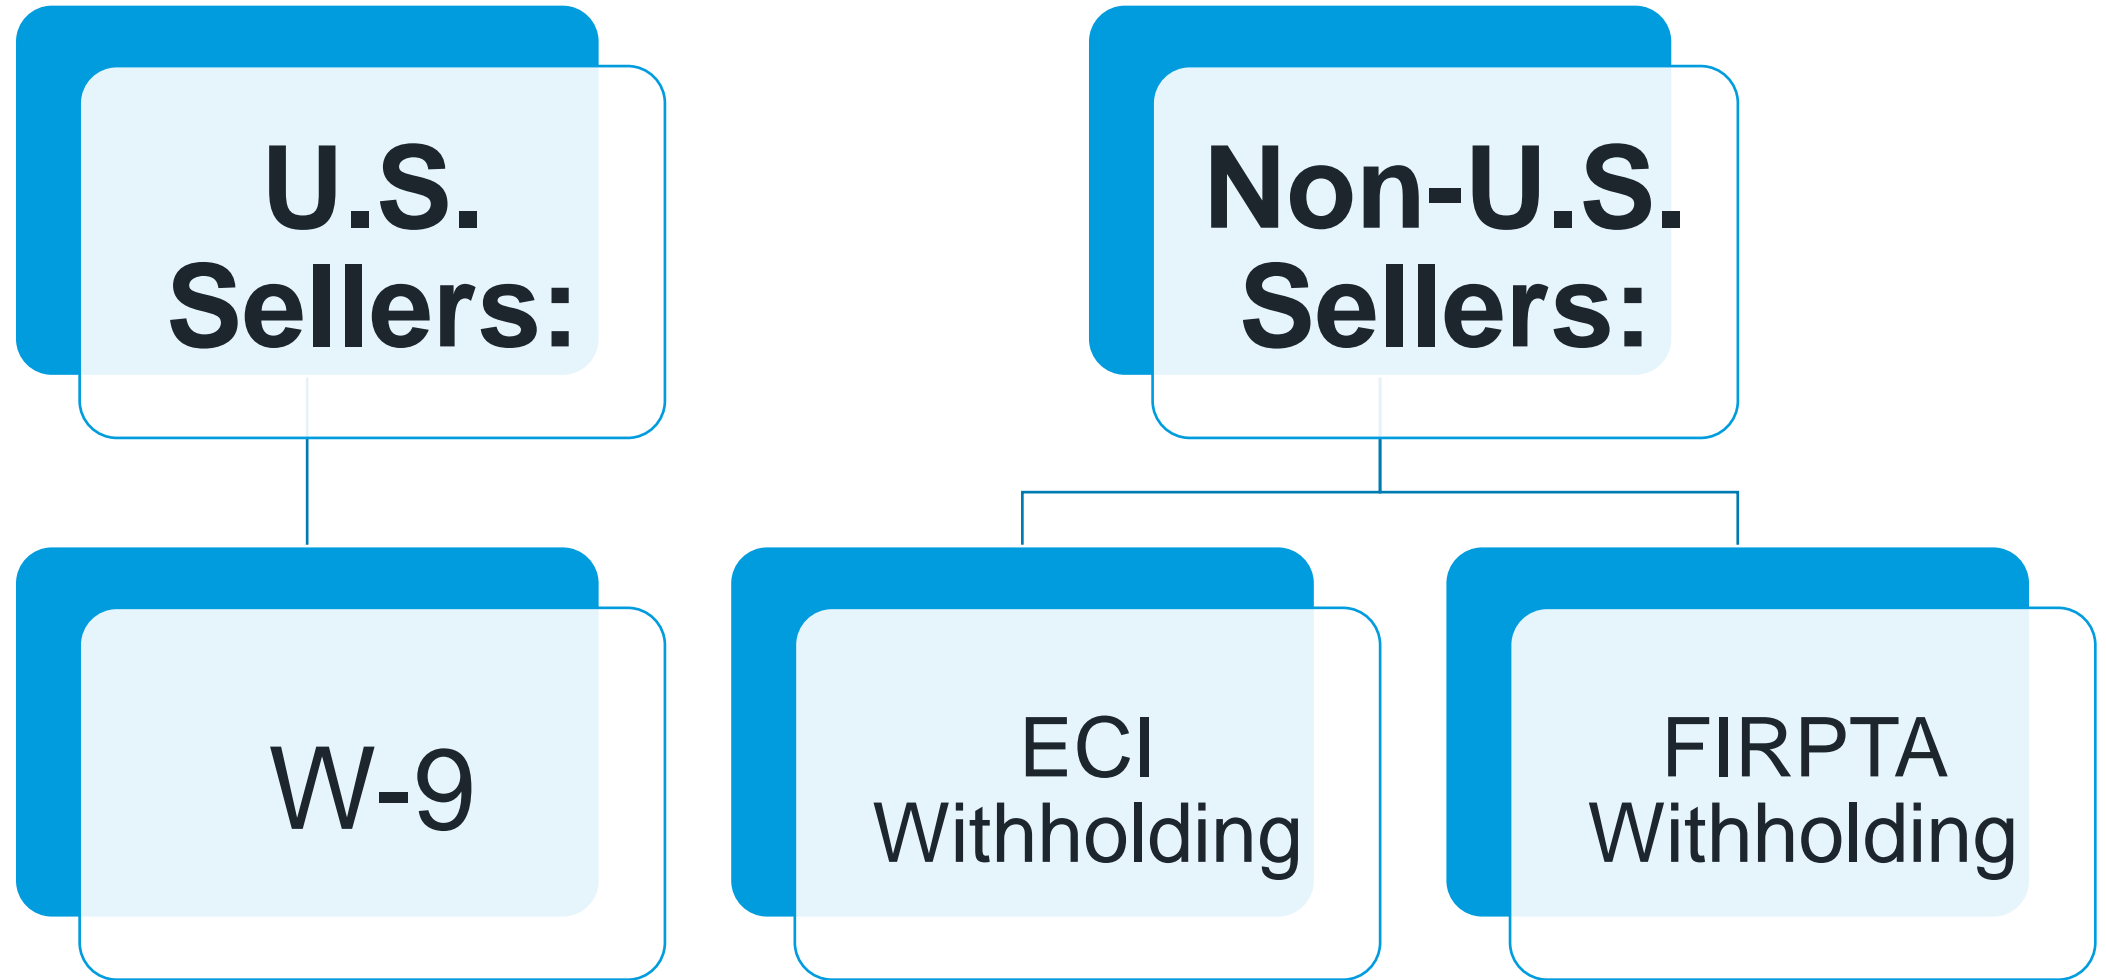 U.S.
Sellers:
Non-U.S.
Sellers:
W-9
ECI
Withholding
FIRPTA
Withholding